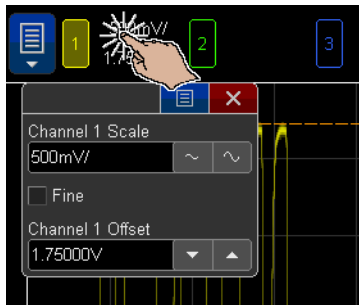 1
2
3
Channel 1 Scale
500mV/
Fine
Channel 1 Offset
1.75000V